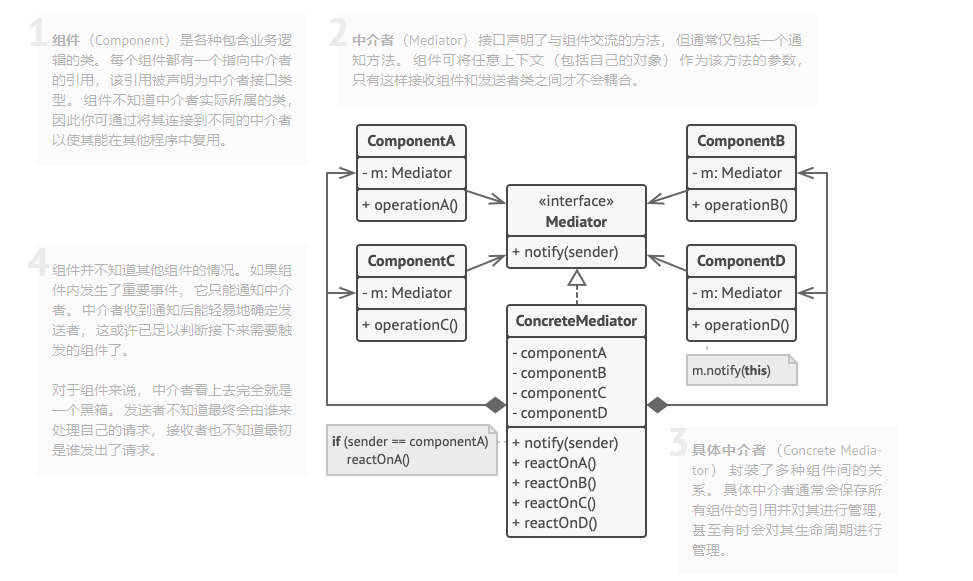 1
组件 （Component） 是各种包含业务逻
辑的类。 每个组件都有一个指向中介者
的引用， 该引用被声明为中介者接口类
型。 组件不知道中介者实际所属的类，
因此你可通过将其连接到不同的中介者
以使其能在其他程序中复用。
2
中介者 （Mediator） 接口声明了与组件交流的方法， 但通常仅包括一个通
知方法。 组件可将任意上下文 （包括自己的对象） 作为该方法的参数，
只有这样接收组件和发送者类之间才不会耦合。
ComponentA
- m: Mediator
+ operationA()
ComponentB
- m: Mediator
+ operationB()
«interface»
Mediator
+ notify(sender)
4
组件并不知道其他组件的情况。 如果组
件内发生了重要事件， 它只能通知中介
者。 中介者收到通知后能轻易地确定发
送者， 这或许已足以判断接下来需要触
发的组件了。
对于组件来说， 中介者看上去完全就是
一个黑箱。 发送者不知道最终会由谁来
处理自己的请求， 接收者也不知道最初
是谁发出了请求。
ComponentC
- m: Mediator
+ operationC()
ComponentD
- m: Mediator
+ operationD()
m.notify(this)
ConcreteMediator
- componentA
- componentB
- componentC
- componentD
+ notify(sender)
+ reactOnA()
+ reactOnB()
+ reactOnC()
+ reactOnD()
if (sender == componentA)
reactOnA()
3
具体中介者 （Concrete Media-
tor） 封装了多种组件间的关
系。 具体中介者通常会保存所
有组件的引用并对其进行管理，
甚至有时会对其生命周期进行
管理。